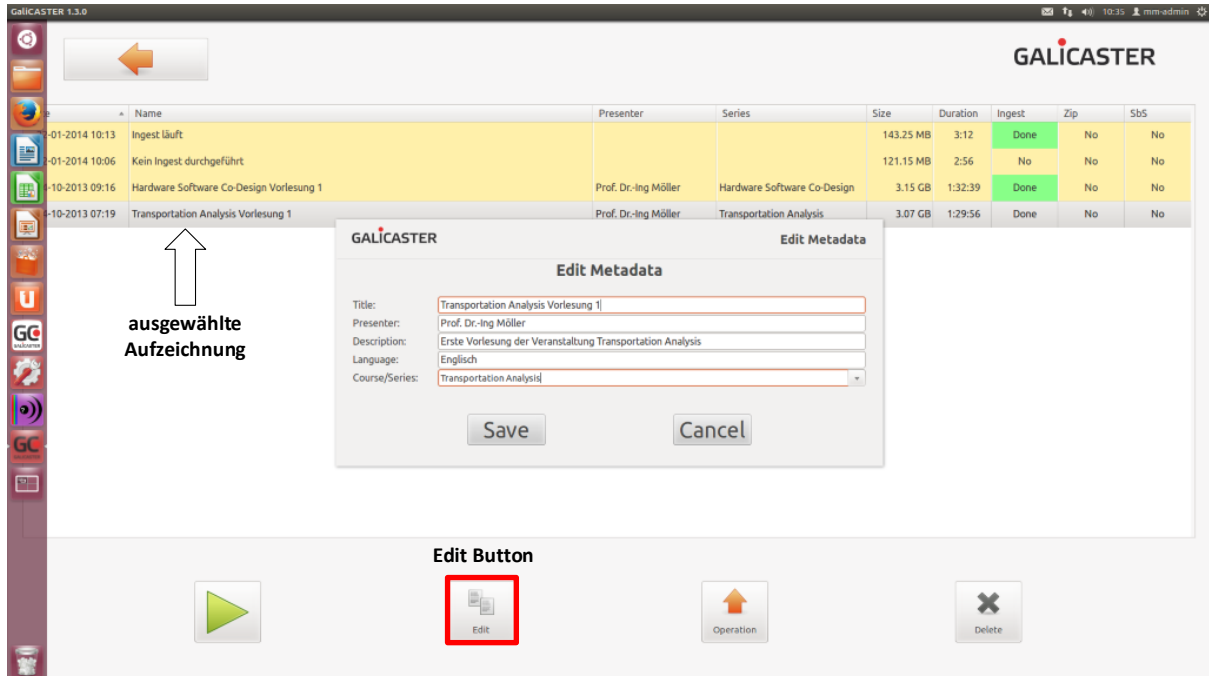 GaliCASTER 1.3.0
10:35 mm-admin
GALICASTER
Name Presenter Series Size Duration Ingest Zip SbS
-01-2014 10:13 Ingest läuft 143.25 MB 3:12 Done No No
-01-2014 10:06 Kein Ingest durchgeführt 121.15 MB 2:56 No No No
-10-2013 09:16 Hardware Software Co-Design Vorlesung 1 Prof. Dr.-Ing Möller Hardware Software Co-Design 3.15 GB 1:32:39 Done No No
-10-2013 07:19 Transportation Analysis Vorlesung 1 Prof. Dr.-Ing Möller Transportation Analysis 3.07 GB 1:29:56 Done No No
GALICASTER Edit Metadata
Edit Metadata
Title: Transportation Analysis Vorlesung 1
Presenter: Prof. Dr.-Ing Möller
Description: Erste Vorlesung der Veranstaltung Transportation Analysis
Language: Englisch
Course/Series: Transportation Analysis
Save Cancel
ausgewählte
Aufzeichnung
GC
GC
Edit Button
Edit Operation Delete